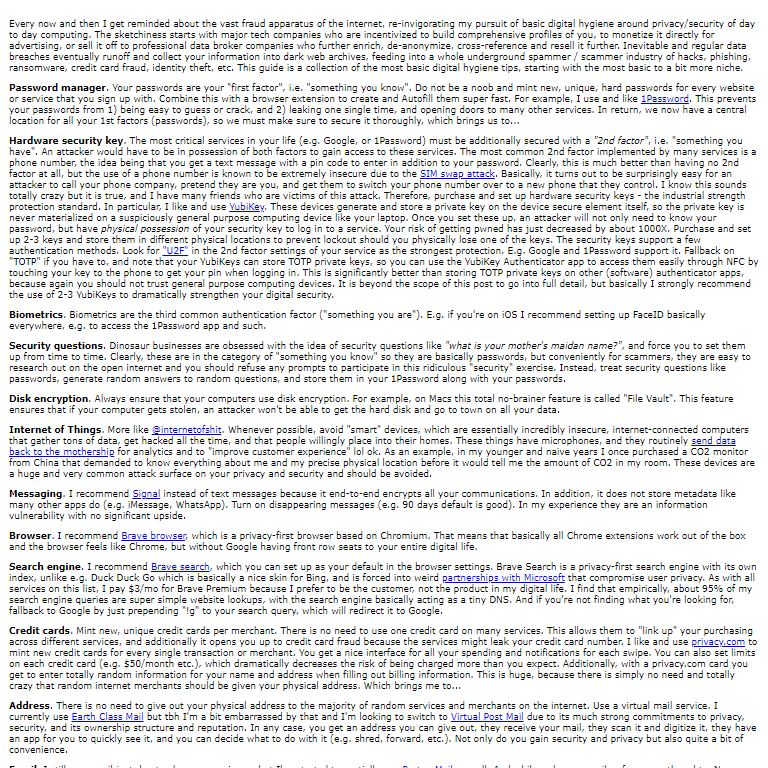 Every now and then I get reminded about the vast fraud apparatus of the internet, re-invigorating my pursuit of basic digital hygiene around privacy/security of day
to day computing. The sketchiness starts with major tech companies who are incentivized to build comprehensive profiles of you, to monetize it directly for
advertising, or sell it off to professional data broker companies who further enrich, de-anonymize, cross-reference and resell it further. Inevitable and regular data
breaches eventually runoff and collect your information into dark web archives, feeding into a whole underground spammer / scammer industry of hacks, phishing,
ransomware, credit card fraud, identity theft, etc. This guide is a collection of the most basic digital hygiene tips, starting with the most basic to a bit more niche.
Password manager. Your passwords are your "first factor", i.e. "something you know". Do not be a noob and mint new, unique, hard passwords for every website
or service that you sign up with. Combine this with a browser extension to create and Autofill them super fast. For example, I use and like 1Password. This prevents
your passwords from 1) being easy to guess or crack, and 2) leaking one single time, and opening doors to many other services. In return, we now have a central
location for all your 1st factors (passwords), so we must make sure to secure it thoroughly, which brings us to...
Hardware security key. The most critical services in your life (e.g. Google, or 1Password) must be additionally secured with a "2nd factor", i.e. "something you
have". An attacker would have to be in possession of both factors to gain access to these services. The most common 2nd factor implemented by many services is a
phone number, the idea being that you get a text message with a pin code to enter in addition to your password. Clearly, this is much better than having no 2nd
factor at all, but the use of a phone number is known to be extremely insecure due to the SIM swap attack. Basically, it turns out to be surprisingly easy for an
attacker to call your phone company, pretend they are you, and get them to switch your phone number over to a new phone that they control. I know this sounds
totally crazy but it is true, and I have many friends who are victims of this attack. Therefore, purchase and set up hardware security keys - the industrial strength
protection standard. In particular, I like and use YubiKey. These devices generate and store a private key on the device secure element itself, so the private key is
never materialized on a suspiciously general purpose computing device like your laptop. Once you set these up, an attacker will not only need to know your
password, but have physical possession of your security key to log in to a service. Your risk of getting pwned has just decreased by about 1000X. Purchase and set
up 2-3 keys and store them in different physical locations to prevent lockout should you physically lose one of the keys. The security keys support a few
authentication methods. Look for "U2F" in the 2nd factor settings of your service as the strongest protection. E.g. Google and 1Password support it. Fallback on
"TOTP" if you have to, and note that your YubiKeys can store TOTP private keys, so you can use the YubiKey Authenticator app to access them easily through NFC by
touching your key to the phone to get your pin when logging in. This is significantly better than storing TOTP private keys on other (software) authenticator apps,
because again you should not trust general purpose computing devices. It is beyond the scope of this post to go into full detail, but basically I strongly recommend
the use of 2-3 YubiKeys to dramatically strengthen your digital security.
Biometrics. Biometrics are the third common authentication factor ("something you are"). E.g. if you're on iOS I recommend setting up FaceID basically
everywhere, e.g. to access the 1Password app and such.
Security questions. Dinosaur businesses are obsessed with the idea of security questions like "what is your mother's maidan name?", and force you to set them
up from time to time. Clearly, these are in the category of "something you know" so they are basically passwords, but conveniently for scammers, they are easy to
research out on the open internet and you should refuse any prompts to participate in this ridiculous "security" exercise. Instead, treat security questions like
passwords, generate random answers to random questions, and store them in your 1Password along with your passwords.
Disk encryption. Always ensure that your computers use disk encryption. For example, on Macs this total no-brainer feature is called "File Vault". This feature
ensures that if your computer gets stolen, an attacker won't be able to get the hard disk and go to town on all your data.
Internet of Things. More like @internetofshit. Whenever possible, avoid "smart" devices, which are essentially incredibly insecure, internet-connected computers
that gather tons of data, get hacked all the time, and that people willingly place into their homes. These things have microphones, and they routinely send data
back to the mothership for analytics and to "improve customer experience" lol ok. As an example, in my younger and naive years I once purchased a CO2 monitor
from China that demanded to know everything about me and my precise physical location before it would tell me the amount of CO2 in my room. These devices are
a huge and very common attack surface on your privacy and security and should be avoided.
Messaging. I recommend Signal instead of text messages because it end-to-end encrypts all your communications. In addition, it does not store metadata like
many other apps do (e.g. iMessage, WhatsApp). Turn on disappearing messages (e.g. 90 days default is good). In my experience they are an information
vulnerability with no significant upside.
Browser. I recommend Brave browser, which is a privacy-first browser based on Chromium. That means that basically all Chrome extensions work out of the box
and the browser feels like Chrome, but without Google having front row seats to your entire digital life.
Search engine. I recommend Brave search, which you can set up as your default in the browser settings. Brave Search is a privacy-first search engine with its own
index, unlike e.g. Duck Duck Go which is basically a nice skin for Bing, and is forced into weird partnerships with Microsoft that compromise user privacy. As with all
services on this list, I pay $3/mo for Brave Premium because I prefer to be the customer, not the product in my digital life. I find that empirically, about 95% of my
search engine queries are super simple website lookups, with the search engine basically acting as a tiny DNS. And if you're not finding what you're looking for,
fallback to Google by just prepending "!g" to your search query, which will redirect it to Google.
Credit cards. Mint new, unique credit cards per merchant. There is no need to use one credit card on many services. This allows them to "link up" your purchasing
across different services, and additionally it opens you up to credit card fraud because the services might leak your credit card number. I like and use privacy.com to
mint new credit cards for every single transaction or merchant. You get a nice interface for all your spending and notifications for each swipe. You can also set limits
on each credit card (e.g. $50/month etc.), which dramatically decreases the risk of being charged more than you expect. Additionally, with a privacy.com card you
get to enter totally random information for your name and address when filling out billing information. This is huge, because there is simply no need and totally
crazy that random internet merchants should be given your physical address. Which brings me to...
Address. There is no need to give out your physical address to the majority of random services and merchants on the internet. Use a virtual mail service. I
currently use Earth Class Mail but tbh I'm a bit embarrassed by that and I'm looking to switch to Virtual Post Mail due to its much strong commitments to privacy,
security, and its ownership structure and reputation. In any case, you get an address you can give out, they receive your mail, they scan it and digitize it, they have
an app for you to quickly see it, and you can decide what to do with it (e.g. shred, forward, etc.). Not only do you gain security and privacy but also quite a bit of
convenience.